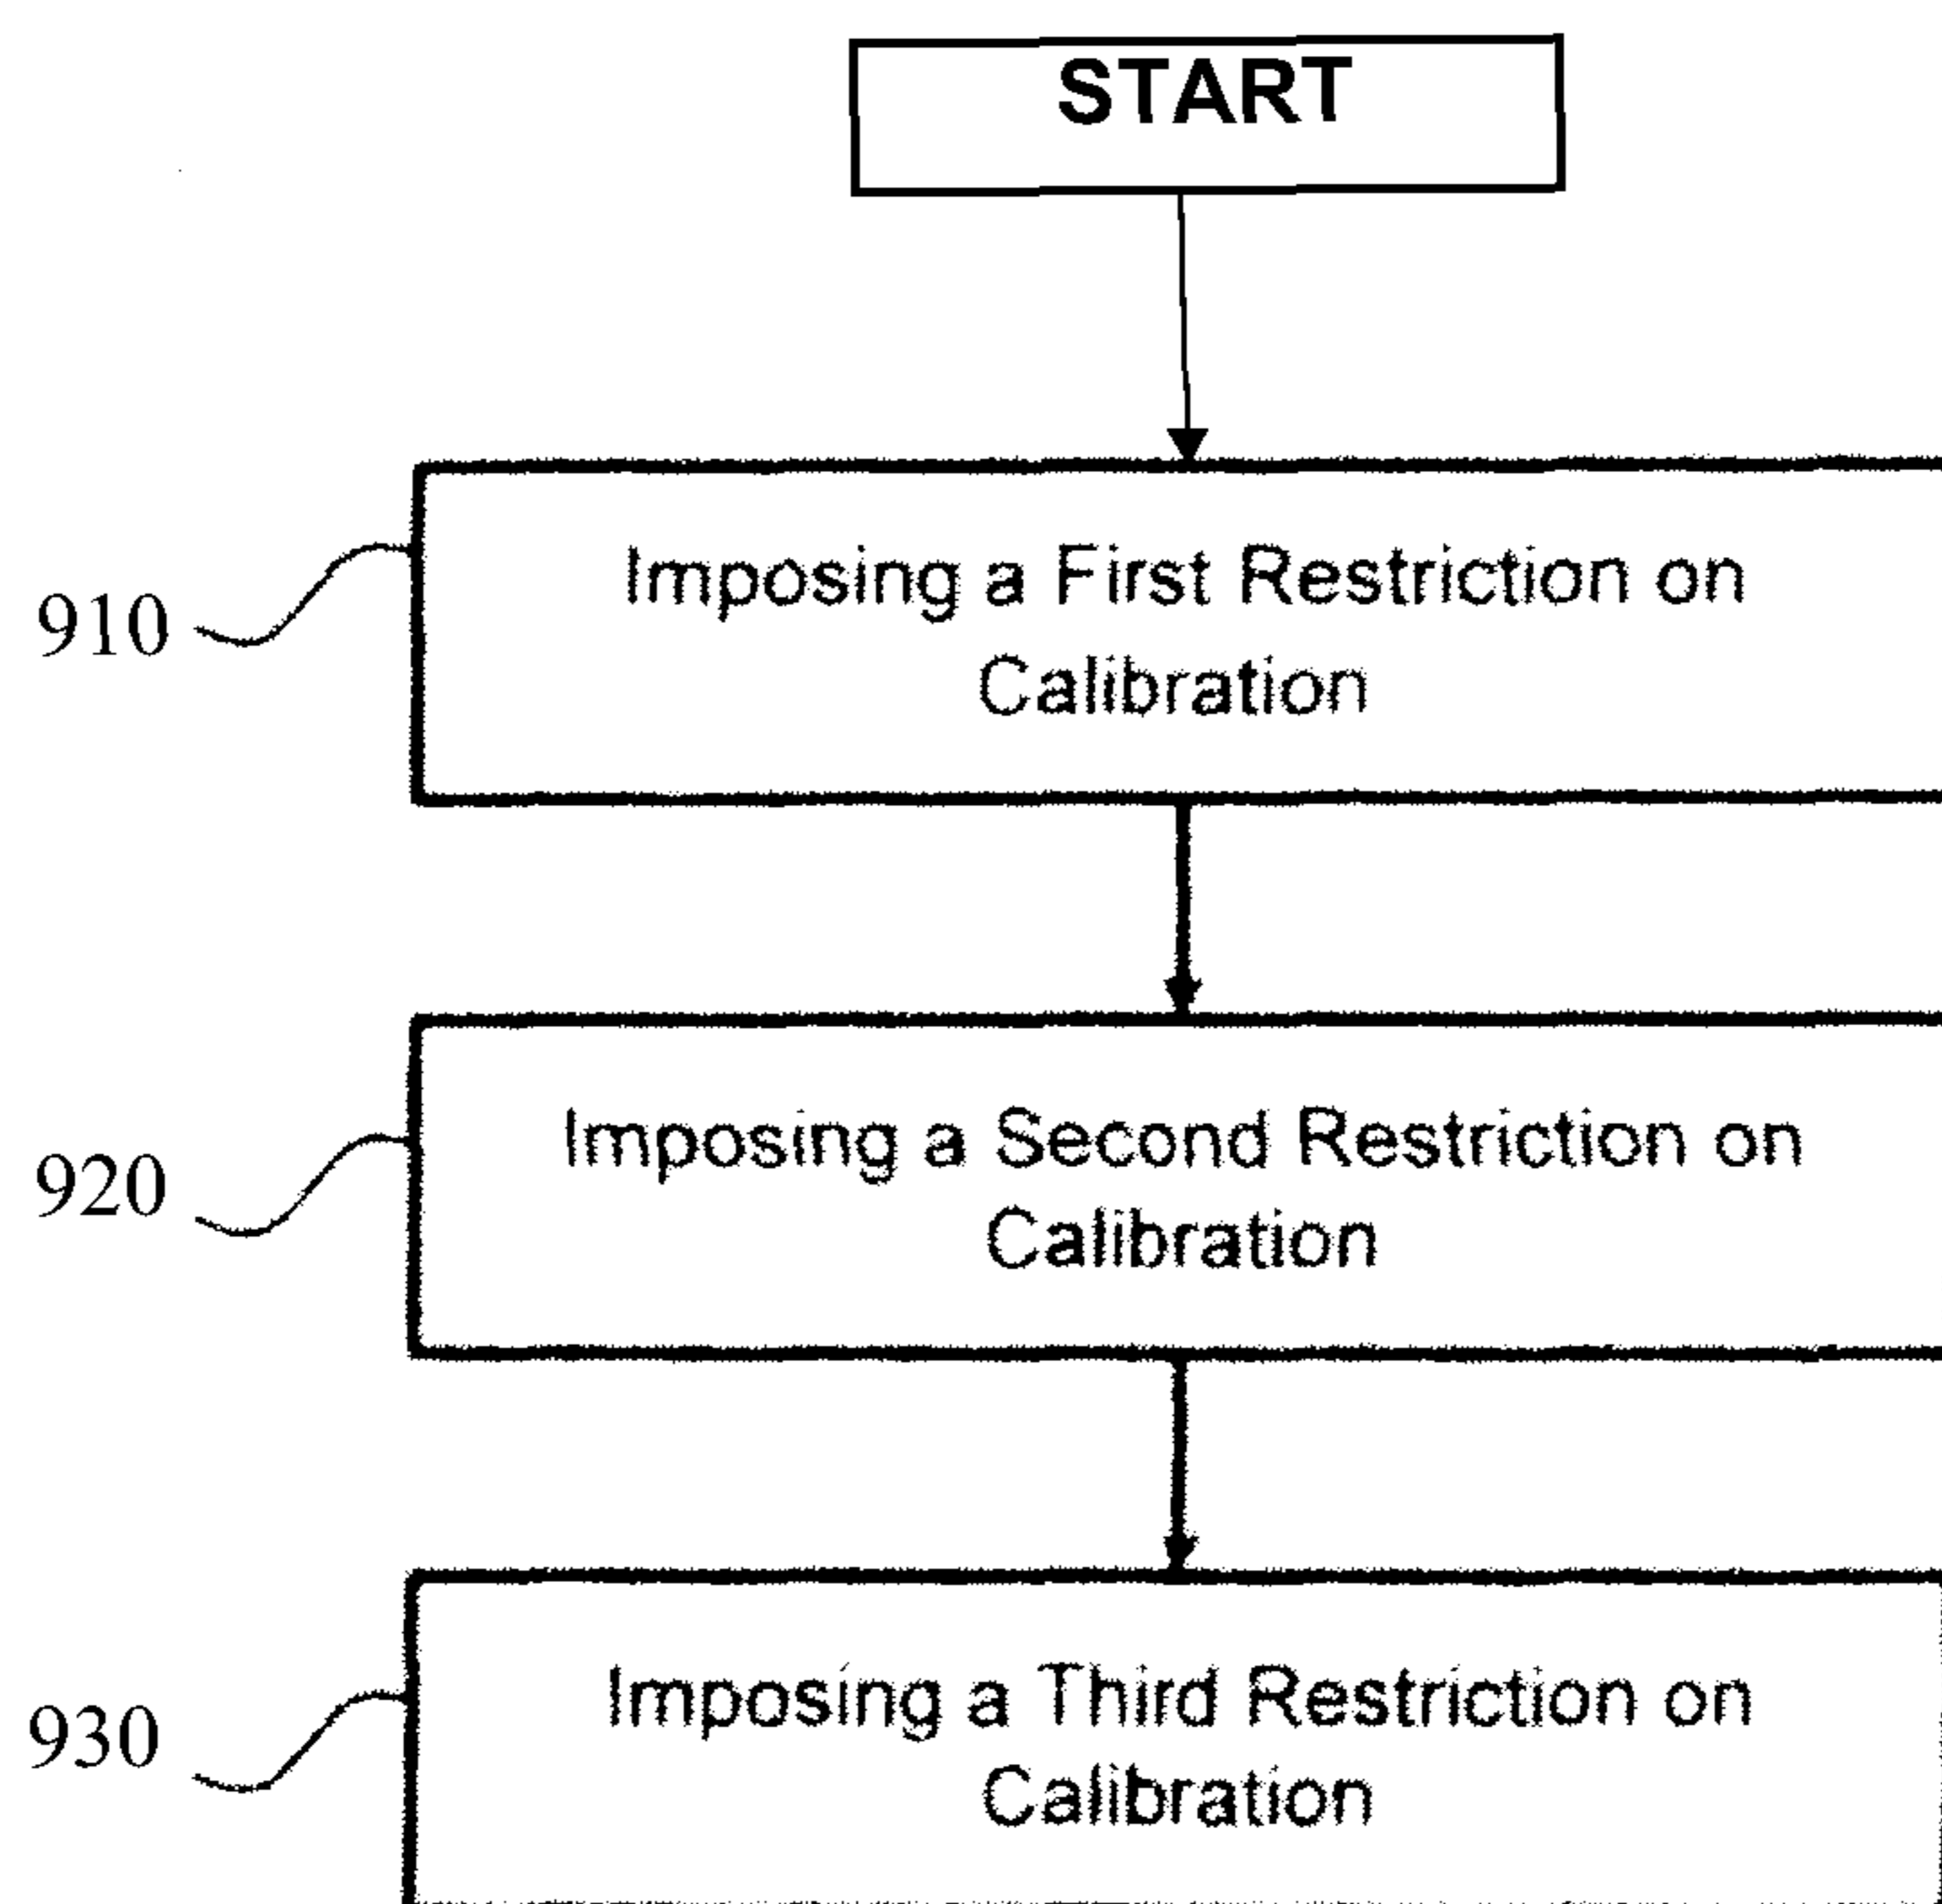 START
Imposing a First Restriction on
Calibration
910
Imposing a Second Restriction on
Calibration
920
Imposing a Third Restriction on
Calibration
930